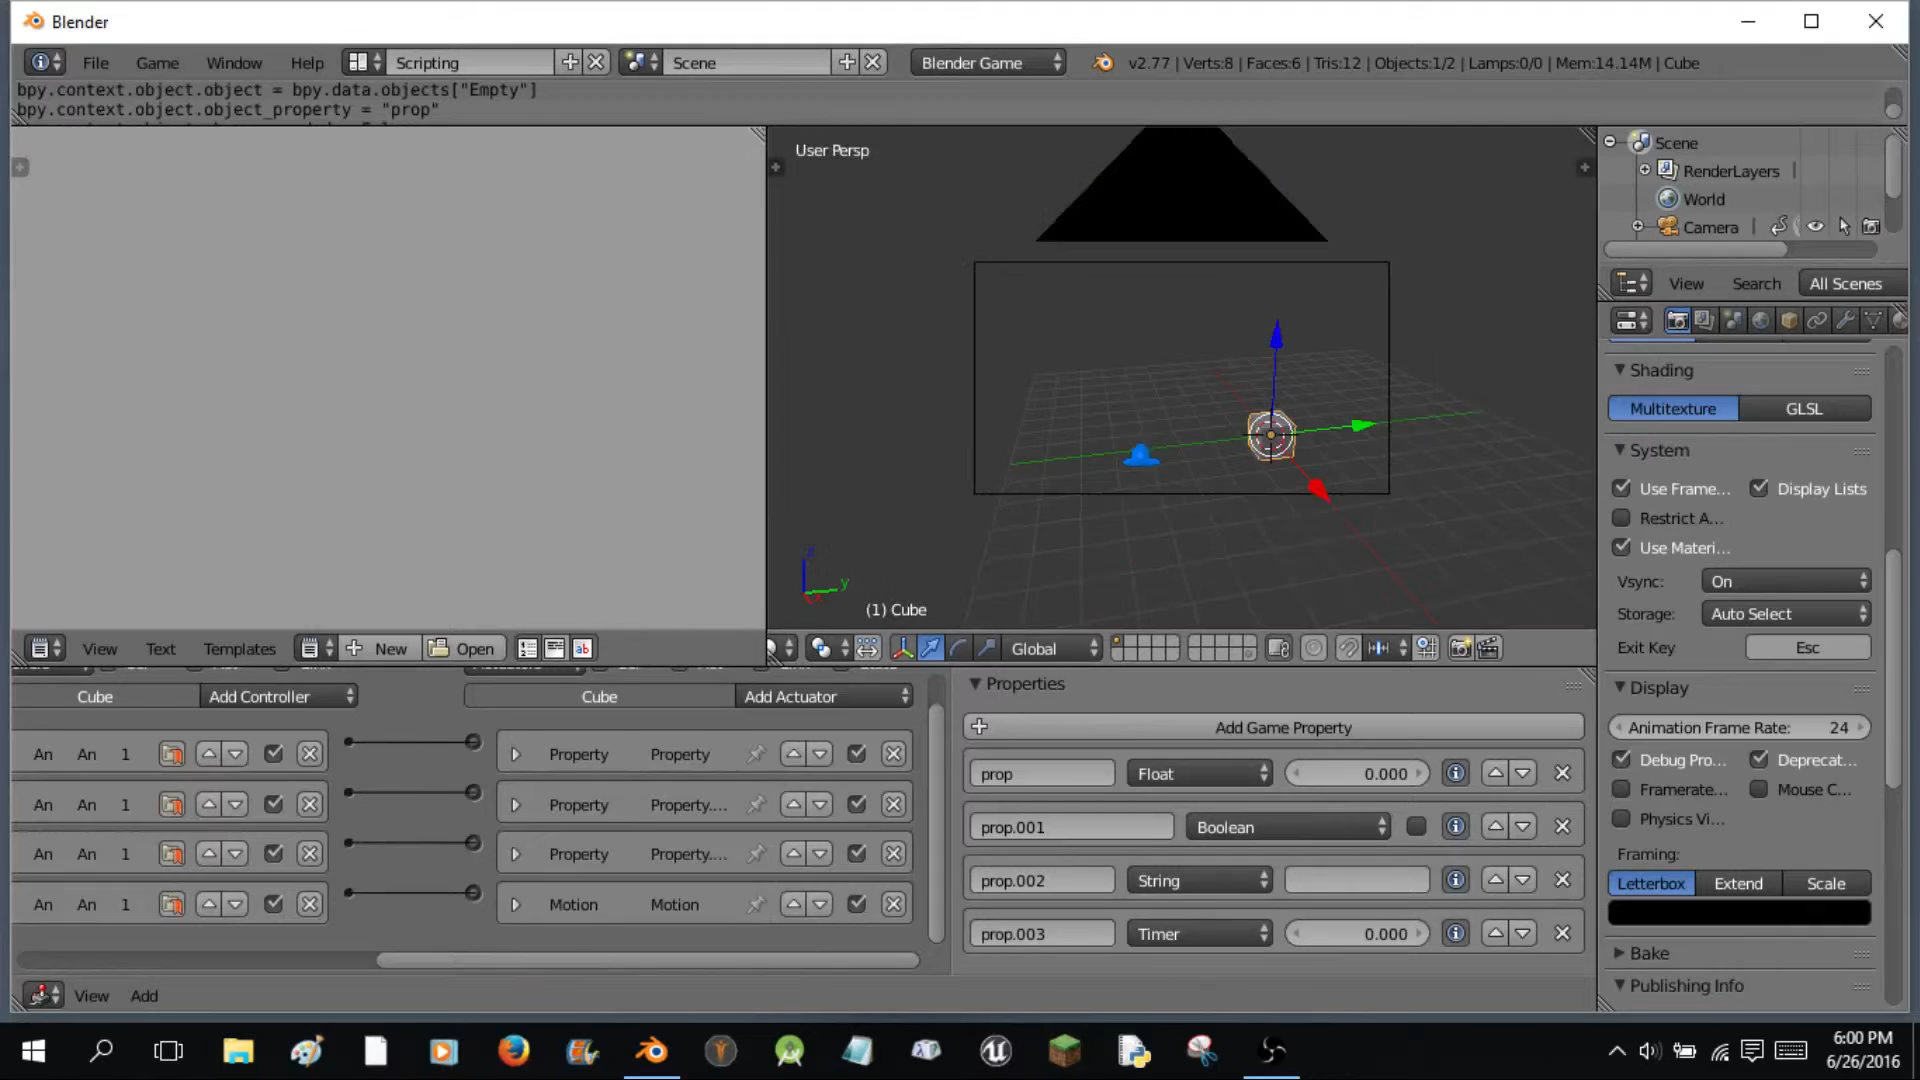 Blender
File Game Window Help Scripting Scene Blender Game v2.77 | Verts:8 | Faces:6 | Tris:12 | Objects:1/2 | Lamps:0/0 | Mem:14.14M | Cube
bpy.context.object.object = bpy.data.objects["Empty"]
bpy.context.object.object_property = "prop"
User Persp
z
y
(1) Cube
View Text Templates New Open ab
Global
Scene
RenderLayers
World
Camera
View Search All Scenes
Shading
Multitexture GLSL
System
Use Frame... Display Lists
Restrict A...
Use Materi...
Vsync: On
Storage: Auto Select
Exit Key Esc
Display
Animation Frame Rate: 24
Debug Pro... Deprecat...
Framerate... Mouse C...
Physics Vi...
Framing:
Letterbox Extend Scale
Bake
Publishing Info
Cube Add Controller Cube Add Actuator
An An 1 Property Property
An An 1 Property Property....
An An 1 Property Property....
An An 1 Motion Motion
View Add
Properties
Add Game Property
prop Float 0.000
prop.001 Boolean
prop.002 String
prop.003 Timer 0.000
6:00 PM
6/26/2016